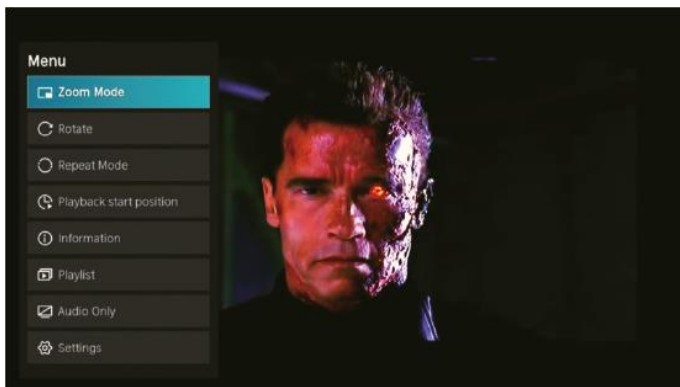 Menu
Zoom Mode
Rotate
Repeat Mode
Playback start position
Information
Playlist
Audio Only
Settings